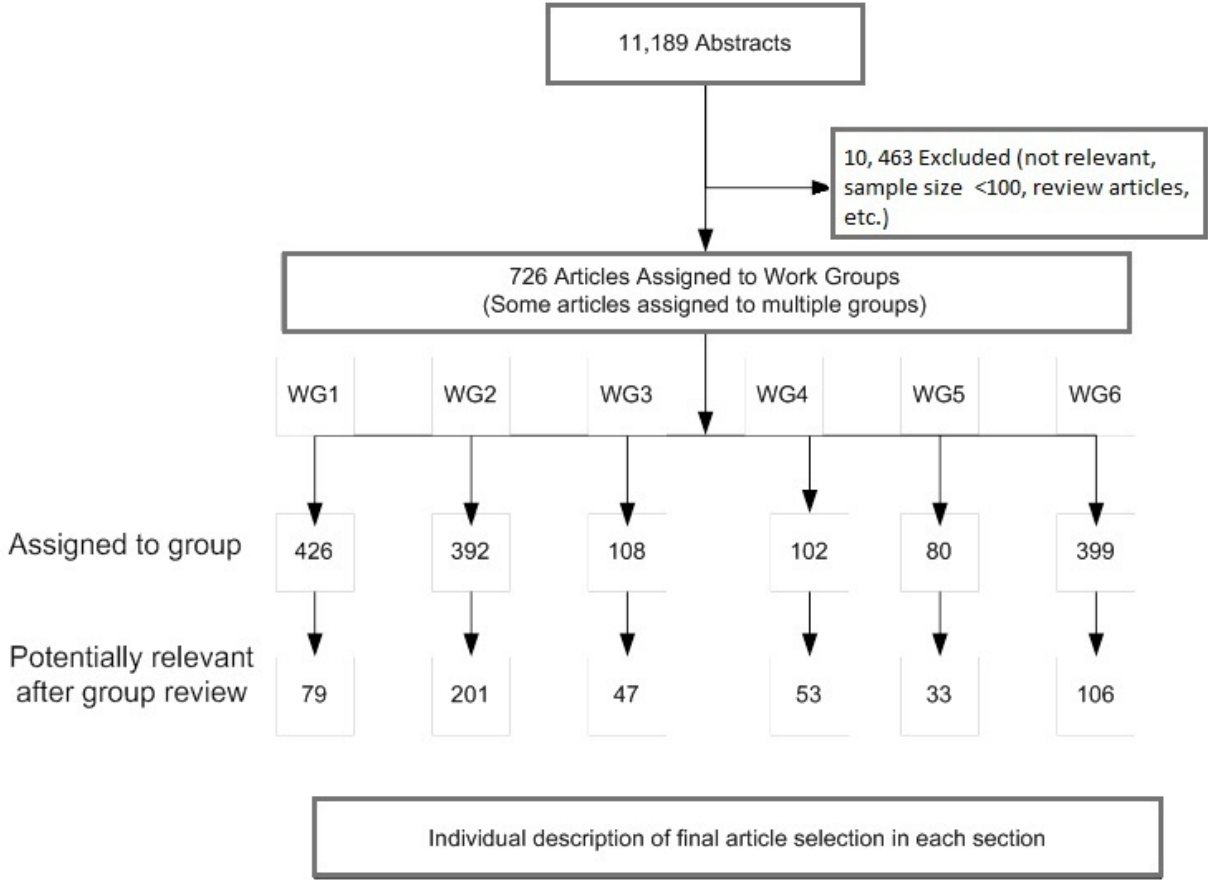 11,189 Abstracts
10, 463 Excluded (not relevant,
sample size <100, review articles,
etc.)
726 Articles Assigned to Work Groups
(Some articles assigned to multiple groups)
WG1 WG2 WG3 WG4 WG5 WG6
Assigned to group 426 392 108 102 80 399
Potentially relevant
after group review 79 201 47 53 33 106
Individual description of final article selection in each section